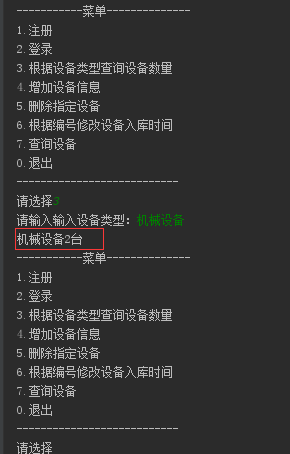 -----------菜单--------------
1.注册
2.登录
3.根据设备类型查询设备数量
4.增加设备信息
5.删除指定设备
6.根据编号修改设备入库时间
7.查询设备
0.退出
---------------------------
请选择3
请输入输入设备类型：机械设备
机械设备2台
-----------菜单--------------
1.注册
2.登录
3.根据设备类型查询设备数量
4.增加设备信息
5.删除指定设备
6.根据编号修改设备入库时间
7.查询设备
0.退出
---------------------------
请选择